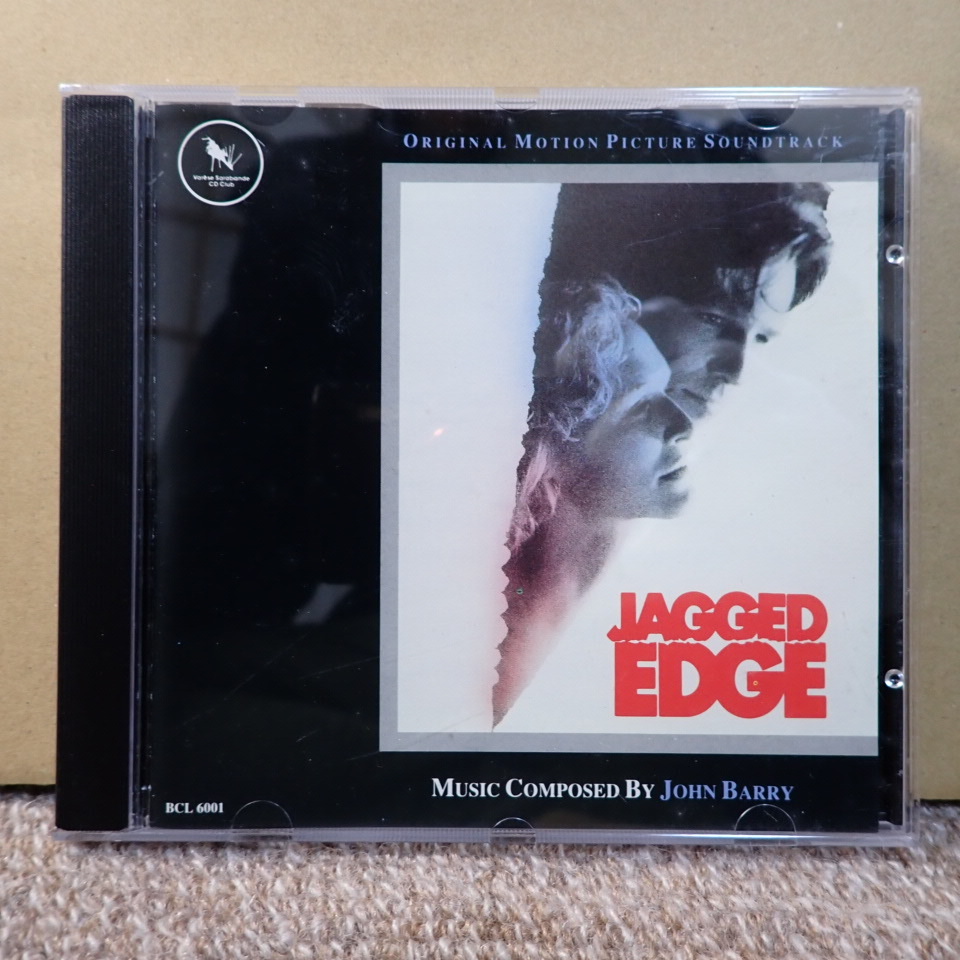 Varèse Sarabande
CD Club
ORIGINAL MOTION PICTURE SOUNDTRACK
JAGGED
EDGE
MUSIC COMPOSED BY JOHN BARRY
BCL 6001